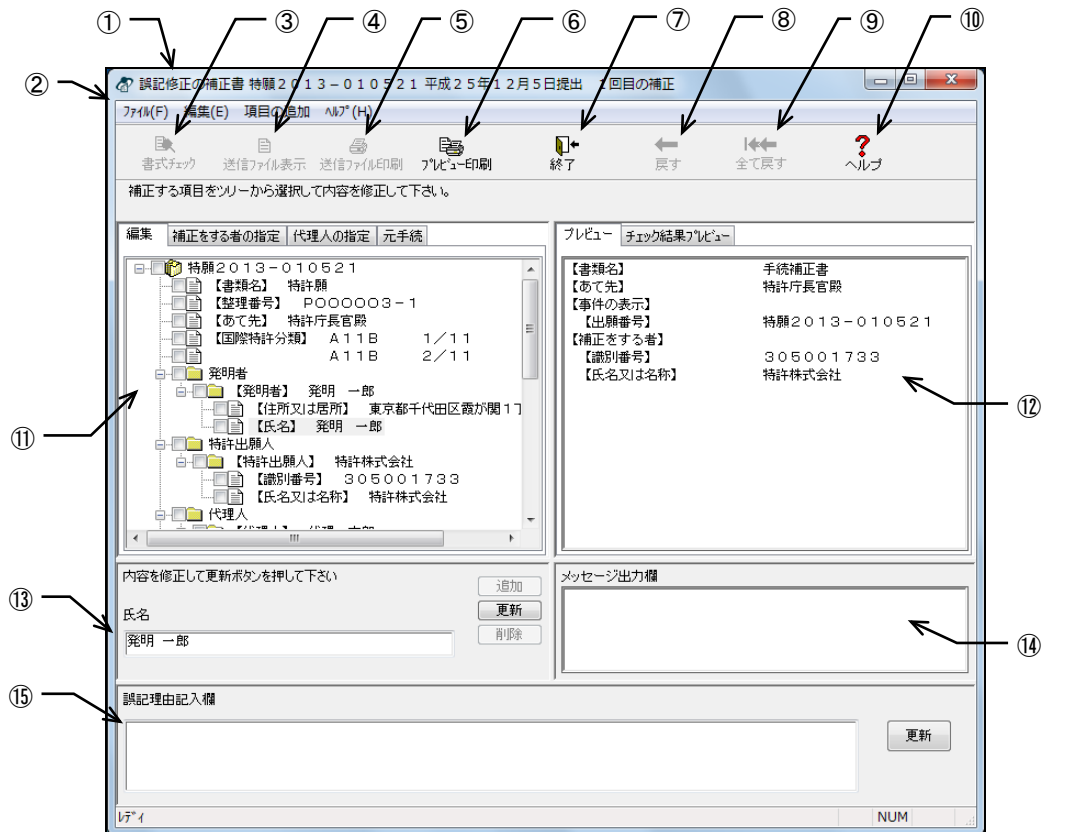 ① ③ ④ ⑤ ⑥ ⑦ ⑧ ⑨ ⑩
②
誤記修正の補正書 特願２０１３－０１０５２１ 平成２５年１２月５日提出 １回目の補正
ﾌｧｲﾙ(F) 編集(E) 項目の追加 ﾍﾙﾌﾟ(H)
書式ﾁｪｯｸ 送信ﾌｧｲﾙ表示 送信ﾌｧｲﾙ印刷 ﾌﾟﾚﾋﾞｭｰ印刷 終了 戻す 全て戻す ヘルプ
補正する項目をツリーから選択して内容を修正して下さい。
編集 補正をする者の指定 代理人の指定 元手続
特願２０１３－０１０５２１
【書類名】 特許願
【整理番号】 Ｐ０００００３－１
【あて先】 特許庁長官殿
【国際特許分類】 Ａ１１Ｂ １／１１
Ａ１１Ｂ ２／１１
発明者
【発明者】 発明 一郎
【住所又は居所】 東京都千代田区霞が関１丁
【氏名】 発明 一郎
特許出願人
【特許出願人】 特許株式会社
【識別番号】 ３０５００１７３３
【氏名又は名称】 特許株式会社
代理人
⑪
プレビュー チェック結果ﾌﾟﾚﾋﾞｭｰ
【書類名】 手続補正書
【あて先】 特許庁長官殿
【事件の表示】
【出願番号】 特願２０１３－０１０５２１
【補正をする者】
【識別番号】 ３０５００１７３３
【氏名又は名称】 特許株式会社
⑫
内容を修正して更新ボタンを押して下さい
追加
氏名 更新
発明 一郎 削除
⑬
メッセージ出力欄
⑭
⑮
誤記理由記入欄
更新
ﾚﾃﾞｨ NUM